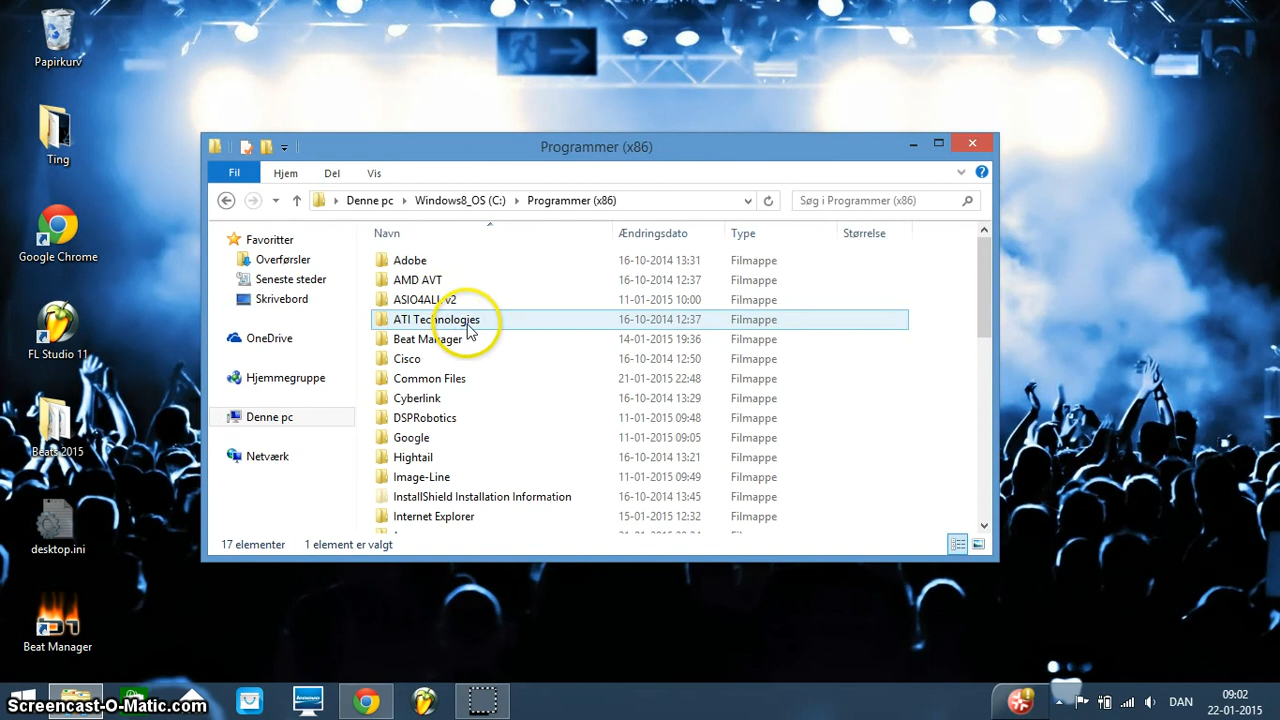 Papirkurv
Ting
Google Chrome
FL Studio 11
Beats 2015
desktop.ini
Beat Manager
Programmer (x86)
Fil Hjem Del Vis
Denne pc Windows8_OS (C:) Programmer (x86) Søg i Programmer (x86)
Favoritter
Overførsler
Seneste steder
Skrivebord
OneDrive
Hjemmegruppe
Denne pc
Netværk
Navn Ændringsdato Type Størrelse
Adobe 16-10-2014 13:31 Filmappe
AMD AVT 16-10-2014 12:37 Filmappe
ASIO4ALL v2 11-01-2015 10:00 Filmappe
ATI Technologies 16-10-2014 12:37 Filmappe
Beat Manager 14-01-2015 19:36 Filmappe
Cisco 16-10-2014 12:50 Filmappe
Common Files 21-01-2015 22:48 Filmappe
Cyberlink 16-10-2014 13:29 Filmappe
DSPRobotics 11-01-2015 09:48 Filmappe
Google 11-01-2015 09:05 Filmappe
Hightail 16-10-2014 13:21 Filmappe
Image-Line 11-01-2015 09:49 Filmappe
InstallShield Installation Information 16-10-2014 13:45 Filmappe
Internet Explorer 15-01-2015 12:32 Filmappe
17 elementer 1 element er valgt
Screencast-O-Matic.com
DAN
09:02
22-01-2015